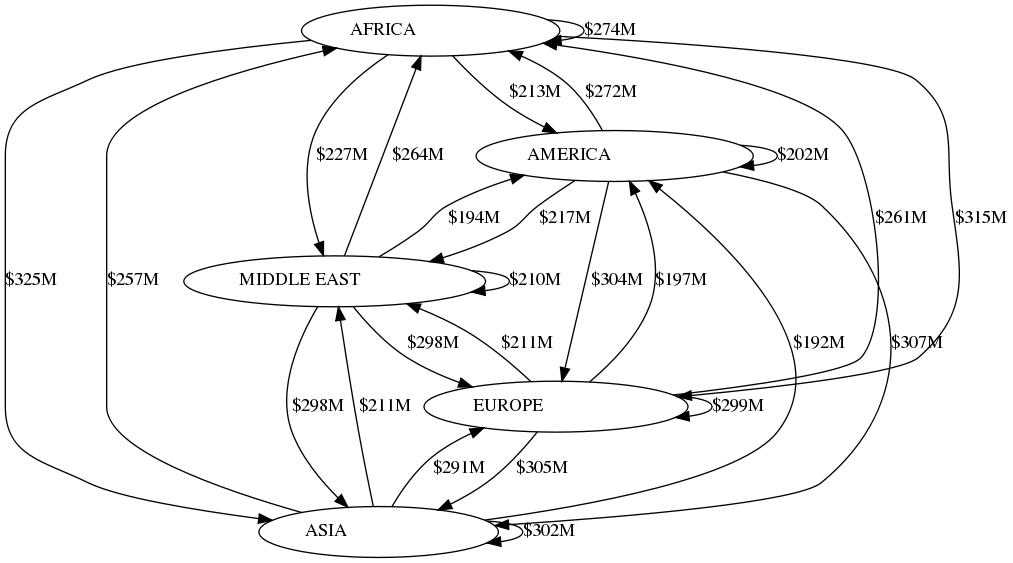 AFRICA
$274M
$213M
$272M
AMERICA
$227M
$264M
$202M
$194M
$217M
$261M
$315M
MIDDLE EAST
$325M
$257M
$210M
$304M
$197M
$298M
$211M
$192M
$307M
EUROPE
$298M
$211M
$299M
$291M
$305M
ASIA
$302M